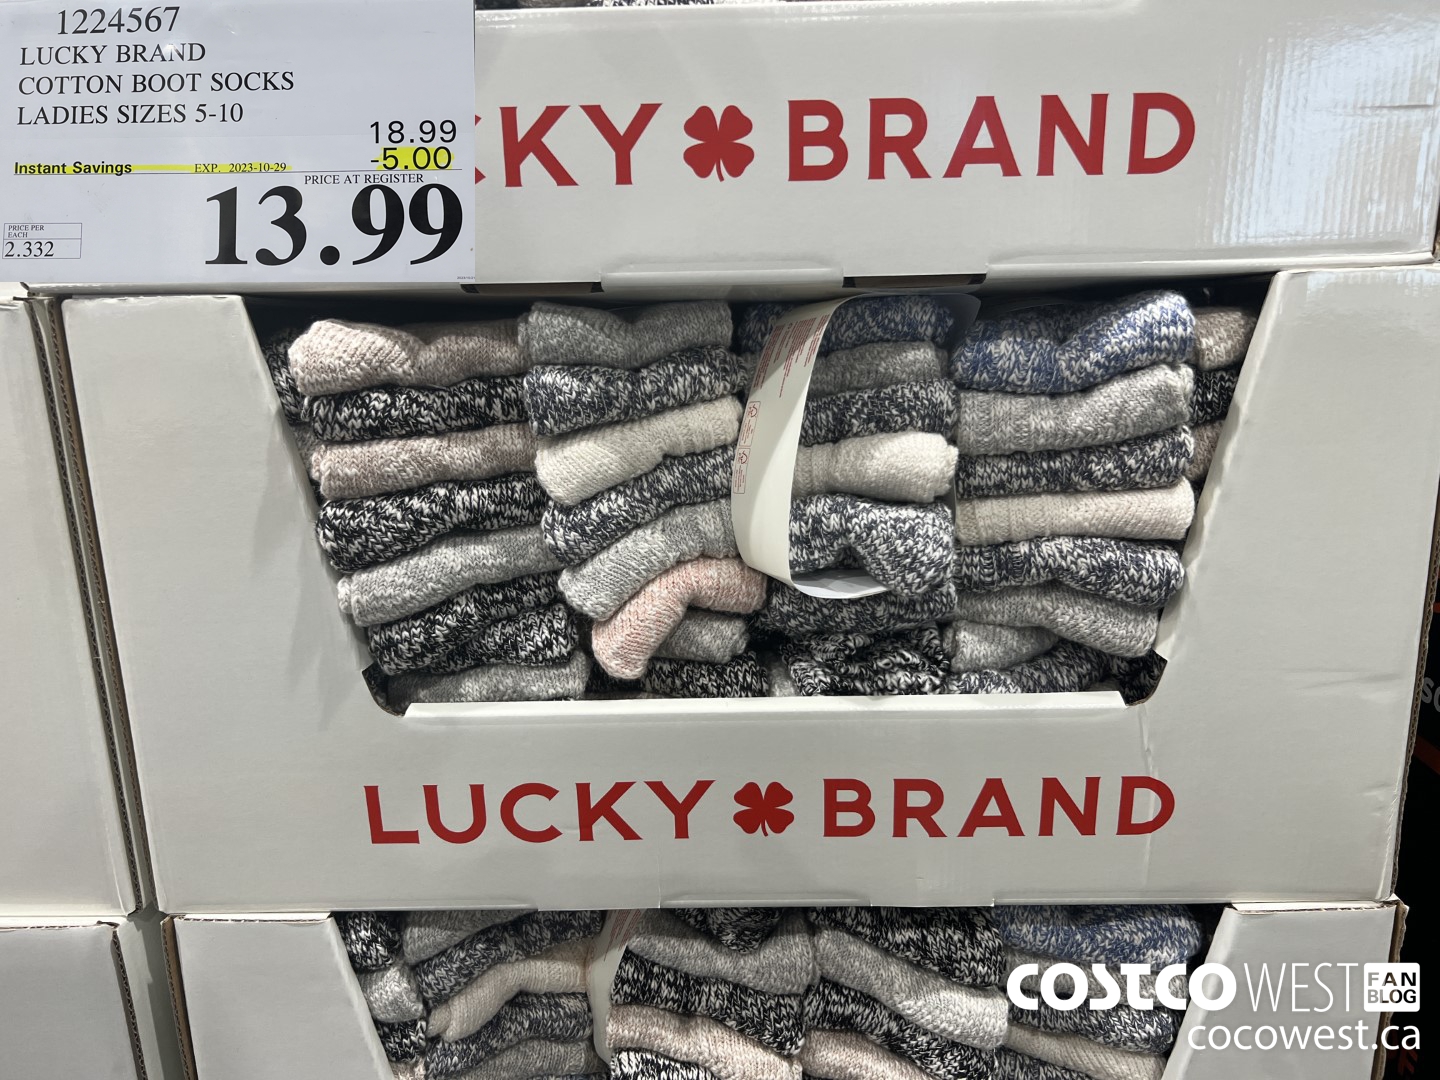 1224567
LUCKY BRAND
COTTON BOOT SOCKS
LADIES SIZES 5-10
18.99
Instant Savings EXP. 2023-10-29 -5.00
PRICE AT REGISTER
13.99
PRICE PER
EACH
2.332
CKY BRAND
LUCKY BRAND
COSTCO WEST FAN BLOG
cocowest.ca